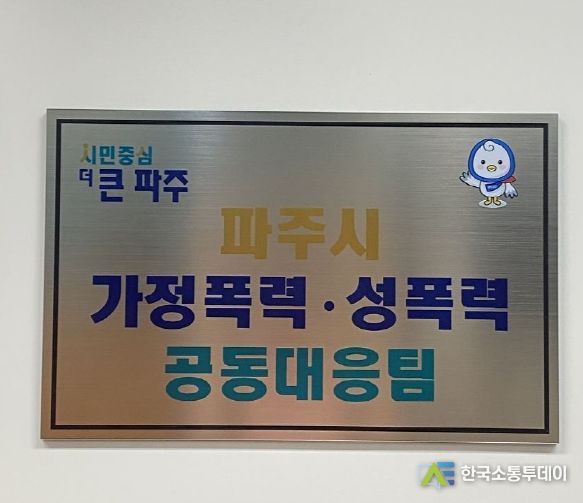 시민중심
더 큰 파주
파주시
가정폭력·성폭력
공동대응팀
한국소통투데이